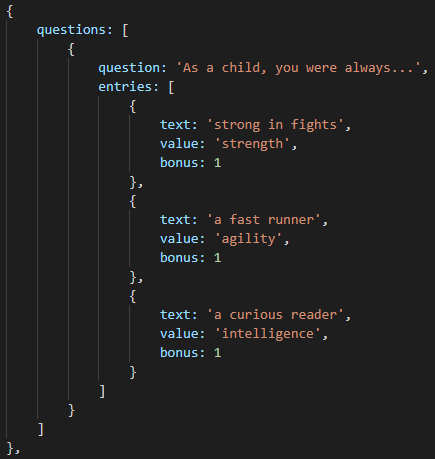 {
    questions: [
        {
            question: 'As a child, you were always...',
            entries: [
                {
                    text: 'strong in fights',
                    value: 'strength',
                    bonus: 1
                },
                {
                    text: 'a fast runner',
                    value: 'agility',
                    bonus: 1
                },
                {
                    text: 'a curious reader',
                    value: 'intelligence',
                    bonus: 1
                }
            ]
        }
    ]
},